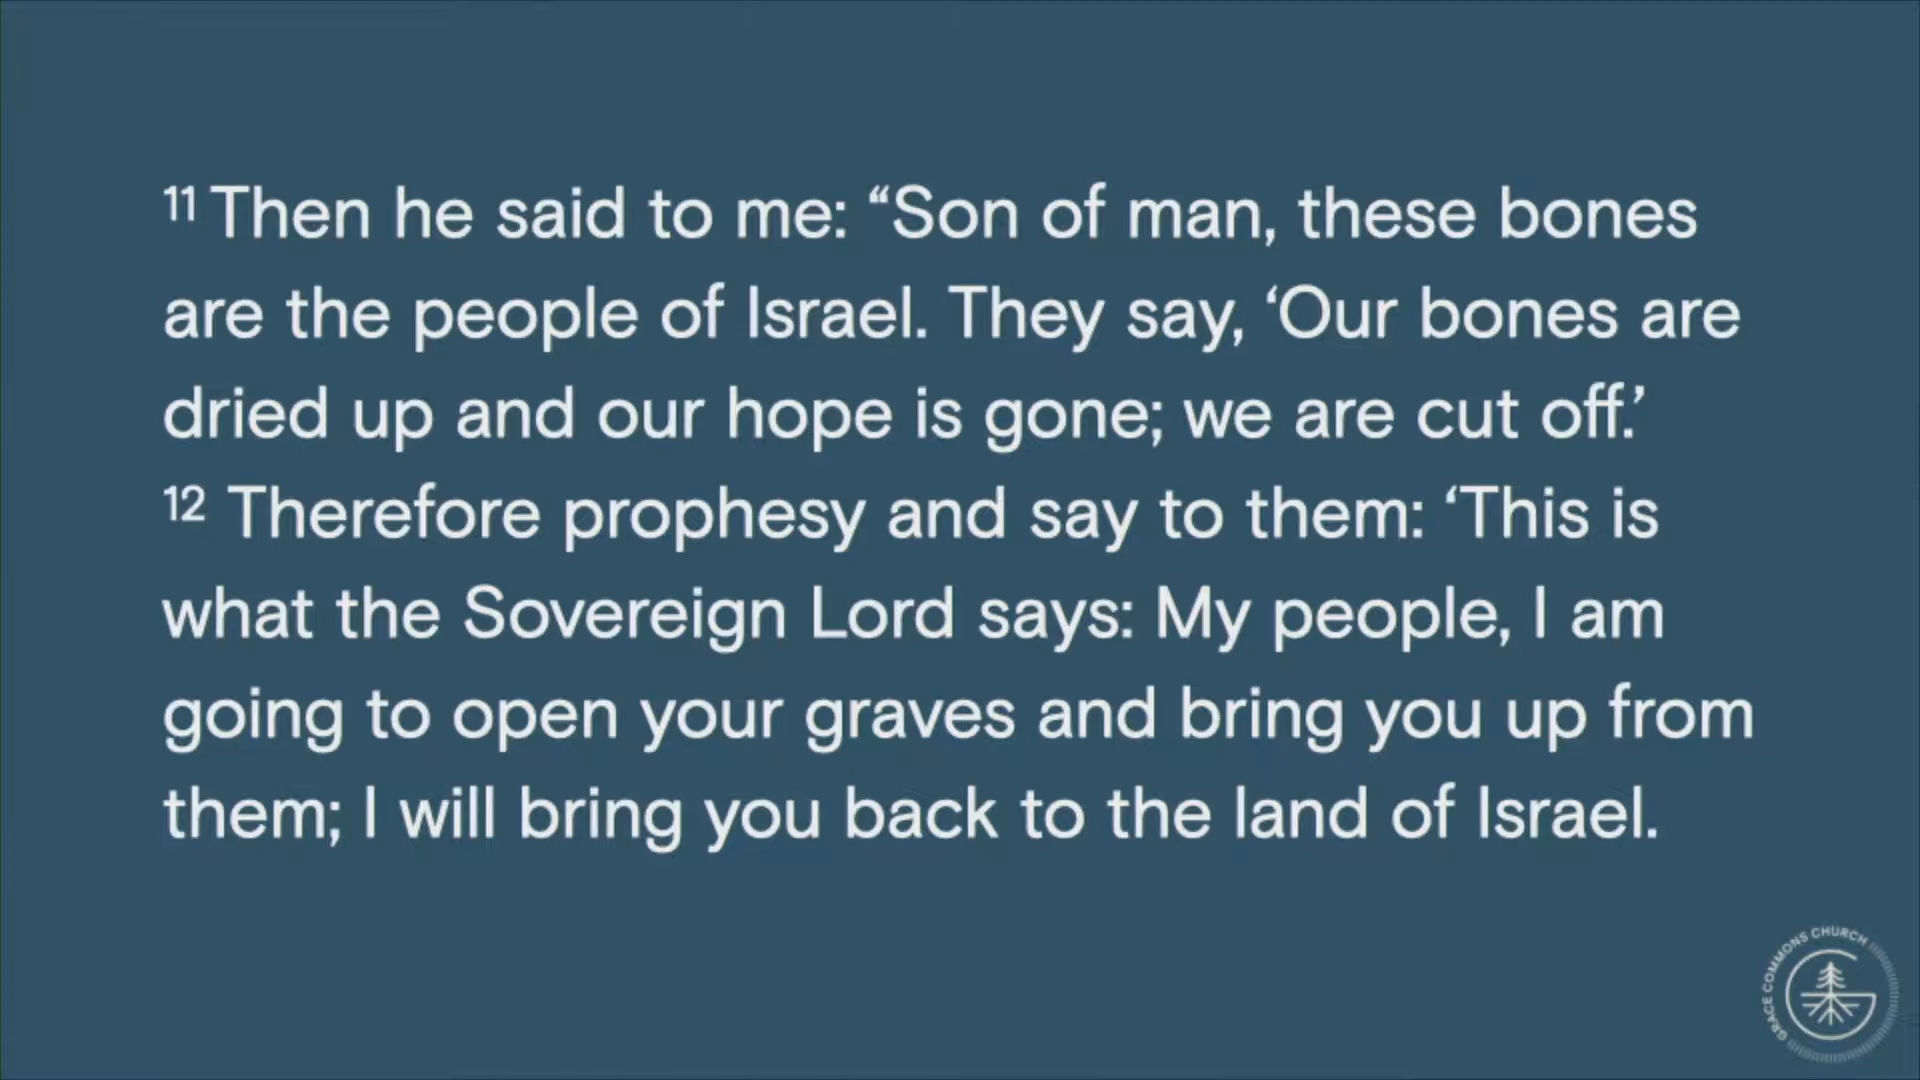 11 Then he said to me: “Son of man, these bones
are the people of Israel. They say, ‘Our bones are
dried up and our hope is gone; we are cut off.’
12 Therefore prophesy and say to them: ‘This is
what the Sovereign Lord says: My people, I am
going to open your graves and bring you up from
them; I will bring you back to the land of Israel.
GRACE COMMONS CHURCH